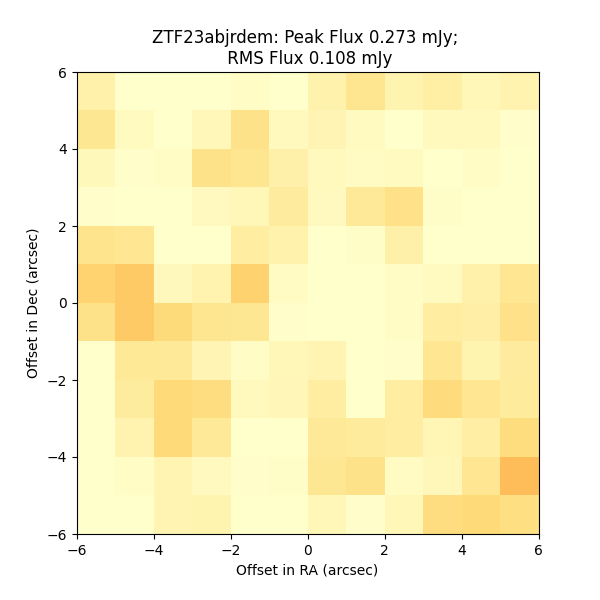 ZTF23abjrdem: Peak Flux 0.273 mJy;
RMS Flux 0.108 mJy
6
4
2
0
−2
−4
−6
Offset in Dec (arcsec)
−6 −4 −2 0 2 4 6
Offset in RA (arcsec)